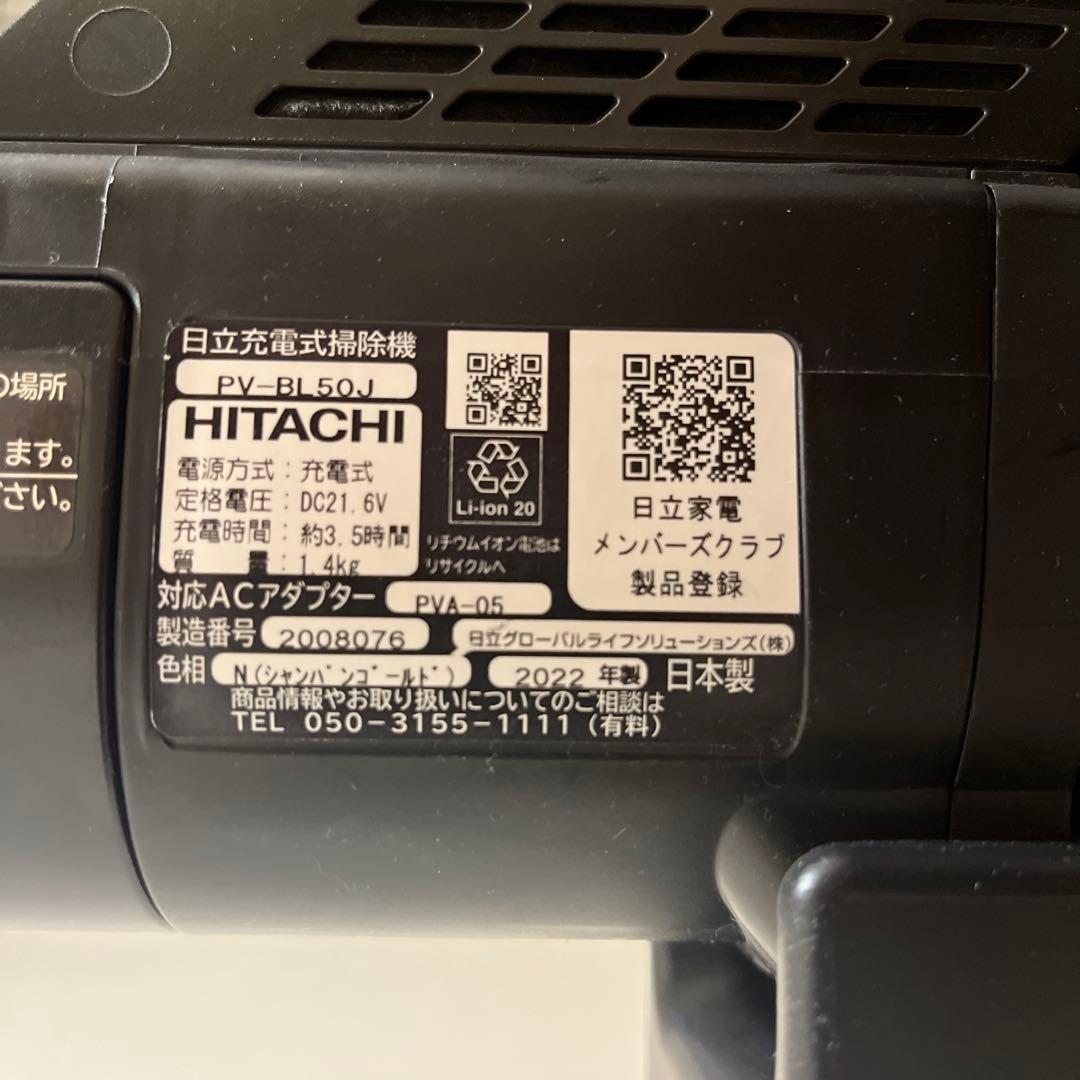 の場所
ます。
ださい。
日立充電式掃除機
PV-BL50J
HITACHI
電源方式：充電式
定格電圧：DC21.6V
充電時間：約3.5時間
質　　量：1.4kg
Li-ion 20
リチウムイオン電池は
リサイクルへ
日立家電
メンバーズクラブ
製品登録
対応ACアダプター PVA-05
製造番号 2008076 日立グローバルライフソリューションズ(株)
色相 N(シャンパンゴールド) 2022 年製 日本製
商品情報やお取り扱いについてのご相談は
TEL 050-3155-1111(有料)